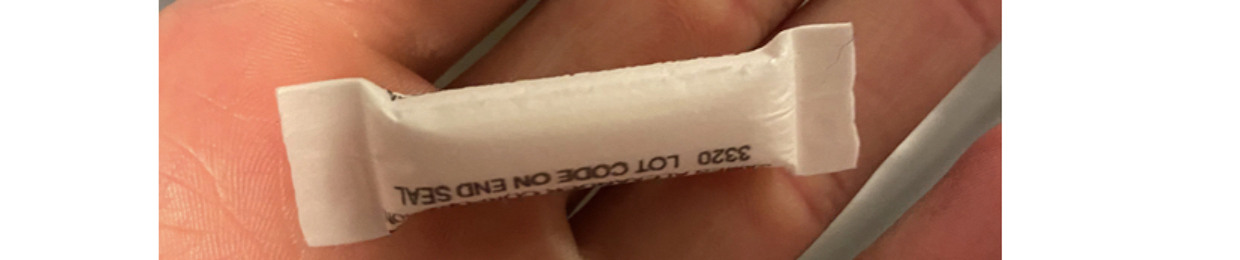 3320 LOT CODE ON END SEAL